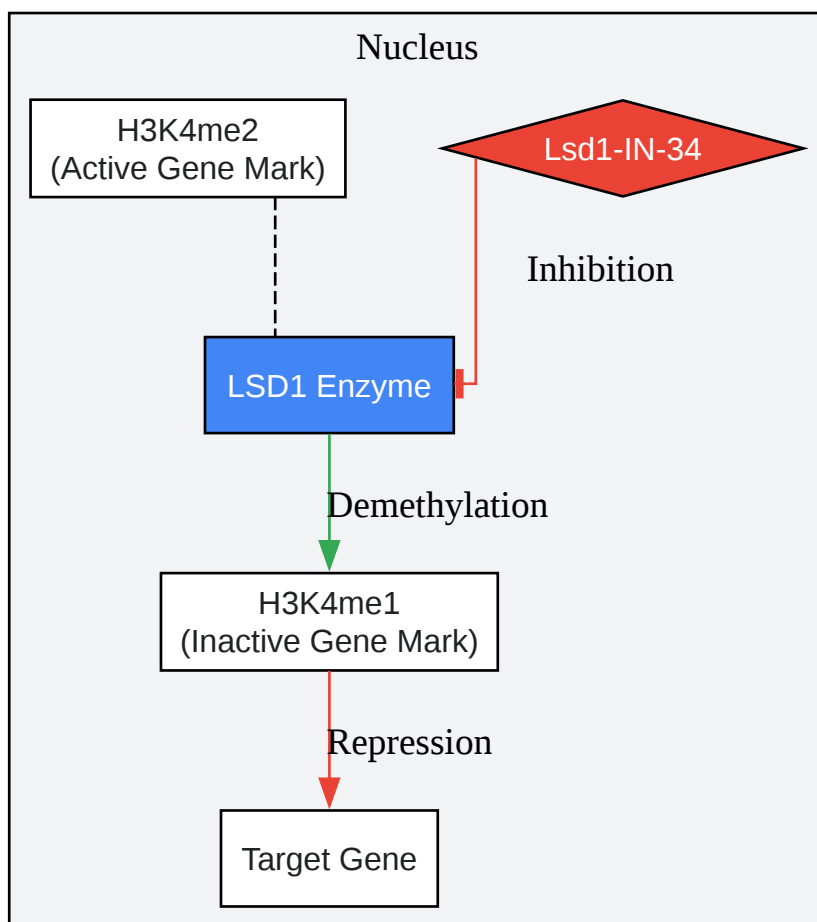 Nucleus
H3K4me2
(Active Gene Mark)
Lsd1-IN-34
Inhibition
LSD1 Enzyme
Demethylation
H3K4me1
(Inactive Gene Mark)
Repression
Target Gene